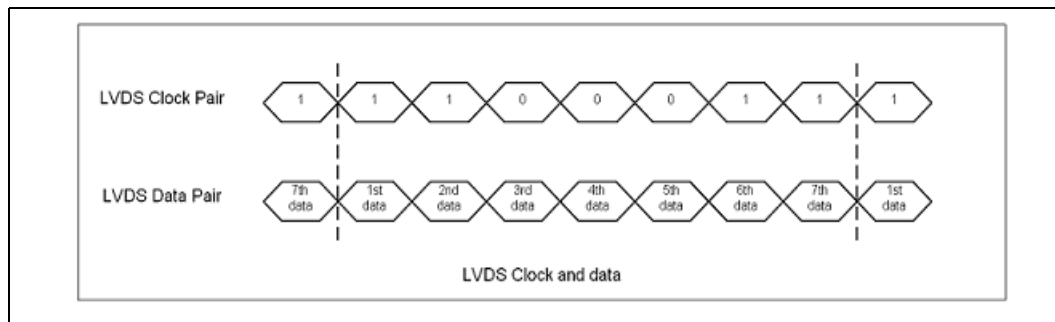 LVDS Clock Pair 1 1 1 0 0 0 1 1 1
LVDS Data Pair 7th data 1st data 2nd data 3rd data 4th data 5th data 6th data 7th data 1st data
LVDS Clock and data